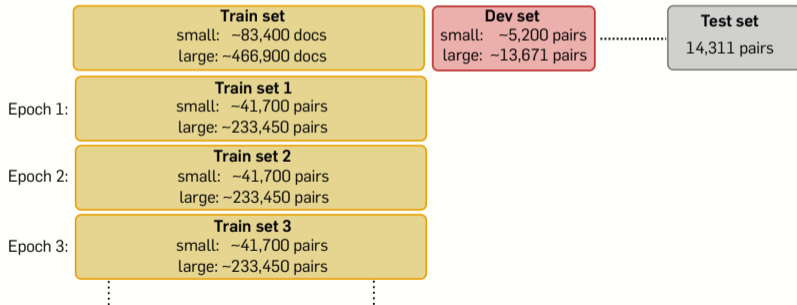 Train set
small: ~83,400 docs
large: ~466,900 docs
Dev set
small: ~5,200 pairs
large: ~13,671 pairs
Test set
14,311 pairs
Epoch 1:
Train set 1
small: ~41,700 pairs
large: ~233,450 pairs
Epoch 2:
Train set 2
small: ~41,700 pairs
large: ~233,450 pairs
Epoch 3:
Train set 3
small: ~41,700 pairs
large: ~233,450 pairs